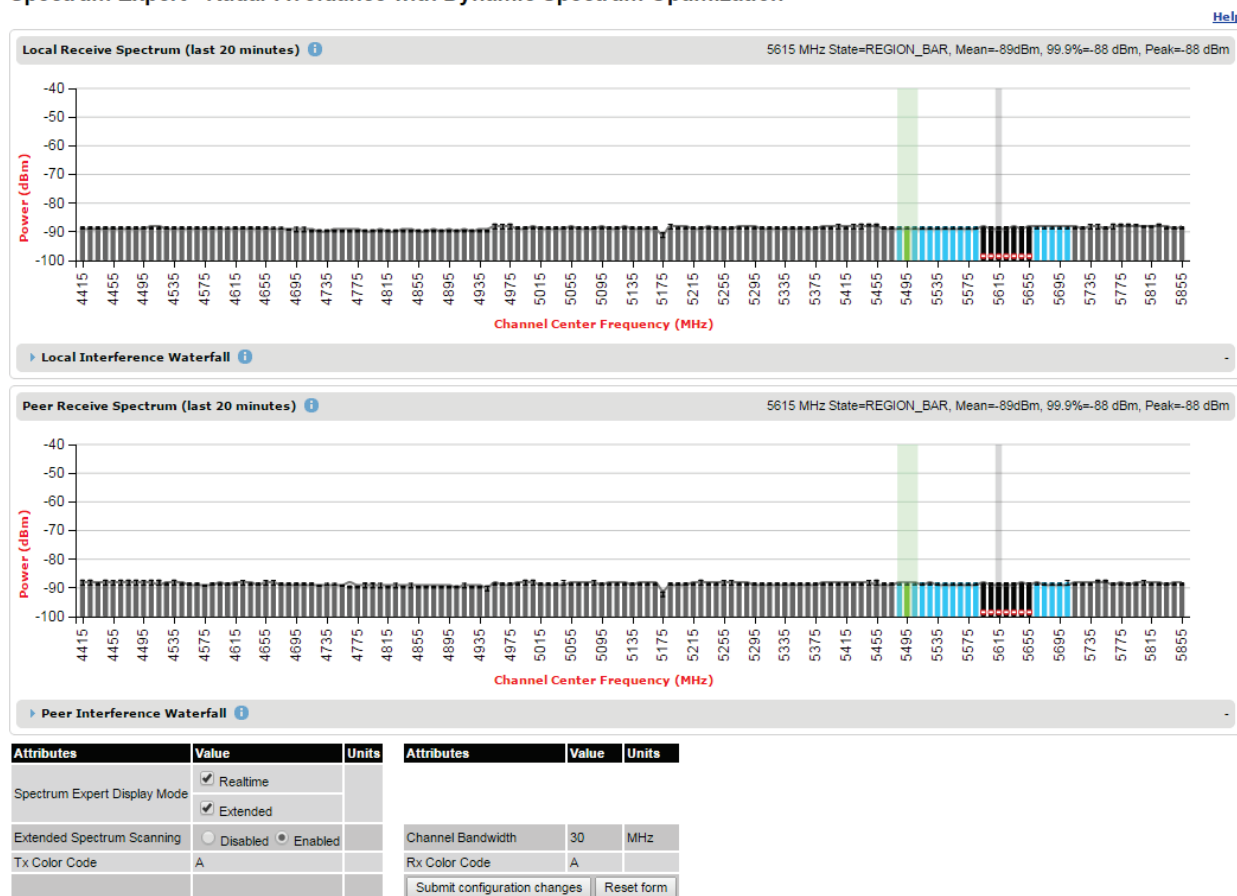 Help
Local Receive Spectrum (last 20 minutes) i 5615 MHz State=REGION_BAR, Mean=-89dBm, 99.9%=-88 dBm, Peak=-88 dBm
-40
-50
-60
-70
-80
-90
-100
Power (dBm)
4415 4455 4495 4535 4575 4615 4655 4695 4735 4775 4815 4855 4895 4935 4975 5015 5055 5095 5135 5175 5215 5255 5295 5335 5375 5415 5455 5495 5535 5575 5615 5655 5695 5735 5775 5815 5855
Channel Center Frequency (MHz)
Local Interference Waterfall i -
Peer Receive Spectrum (last 20 minutes) i 5615 MHz State=REGION_BAR, Mean=-89dBm, 99.9%=-88 dBm, Peak=-88 dBm
-40
-50
-60
-70
-80
-90
-100
Power (dBm)
4415 4455 4495 4535 4575 4615 4655 4695 4735 4775 4815 4855 4895 4935 4975 5015 5055 5095 5135 5175 5215 5255 5295 5335 5375 5415 5455 5495 5535 5575 5615 5655 5695 5735 5775 5815 5855
Channel Center Frequency (MHz)
Peer Interference Waterfall i -
Attributes Value Units Attributes Value Units
Spectrum Expert Display Mode Realtime
Extended
Extended Spectrum Scanning Disabled Enabled Channel Bandwidth 30 MHz
Tx Color Code A Rx Color Code A
Submit configuration changes Reset form